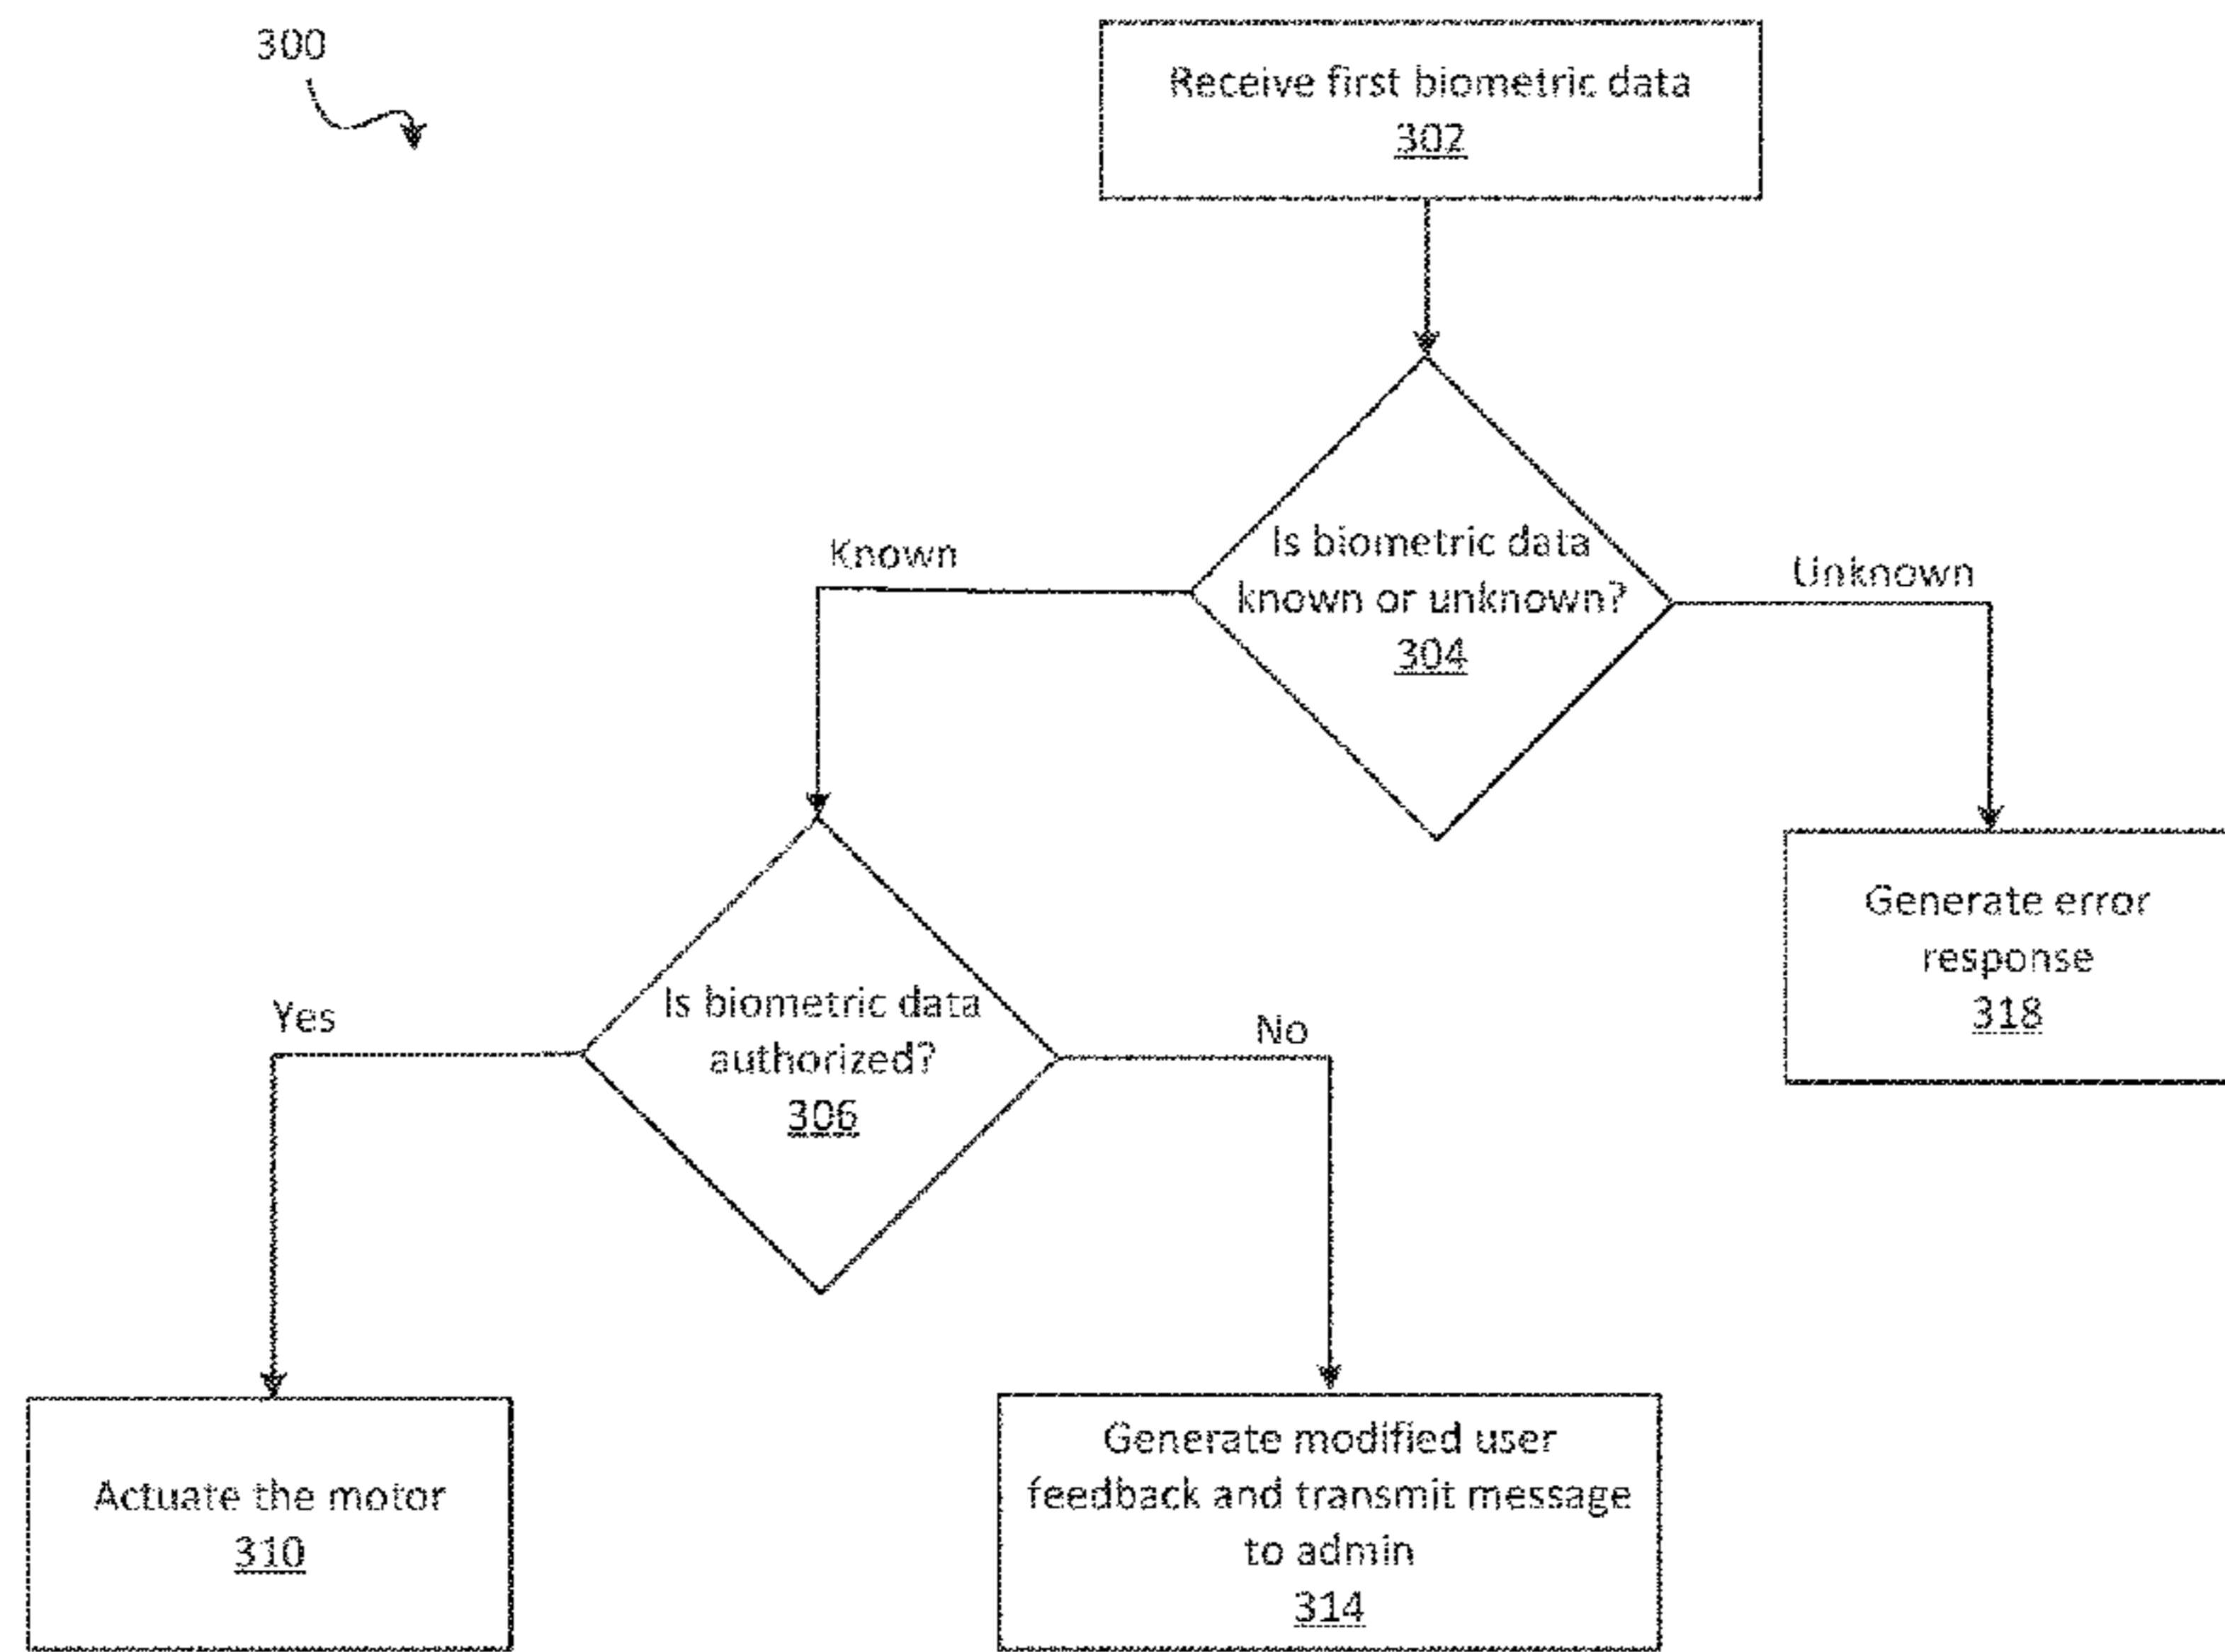 300
Receive first biometric data
302
Is biometric data
known or unknown?
304
Known
Unknown
Generate error
response
318
Is biometric data
authorized?
306
Yes
No
Actuate the motor
310
Generate modified user
feedback and transmit message
to admin
314